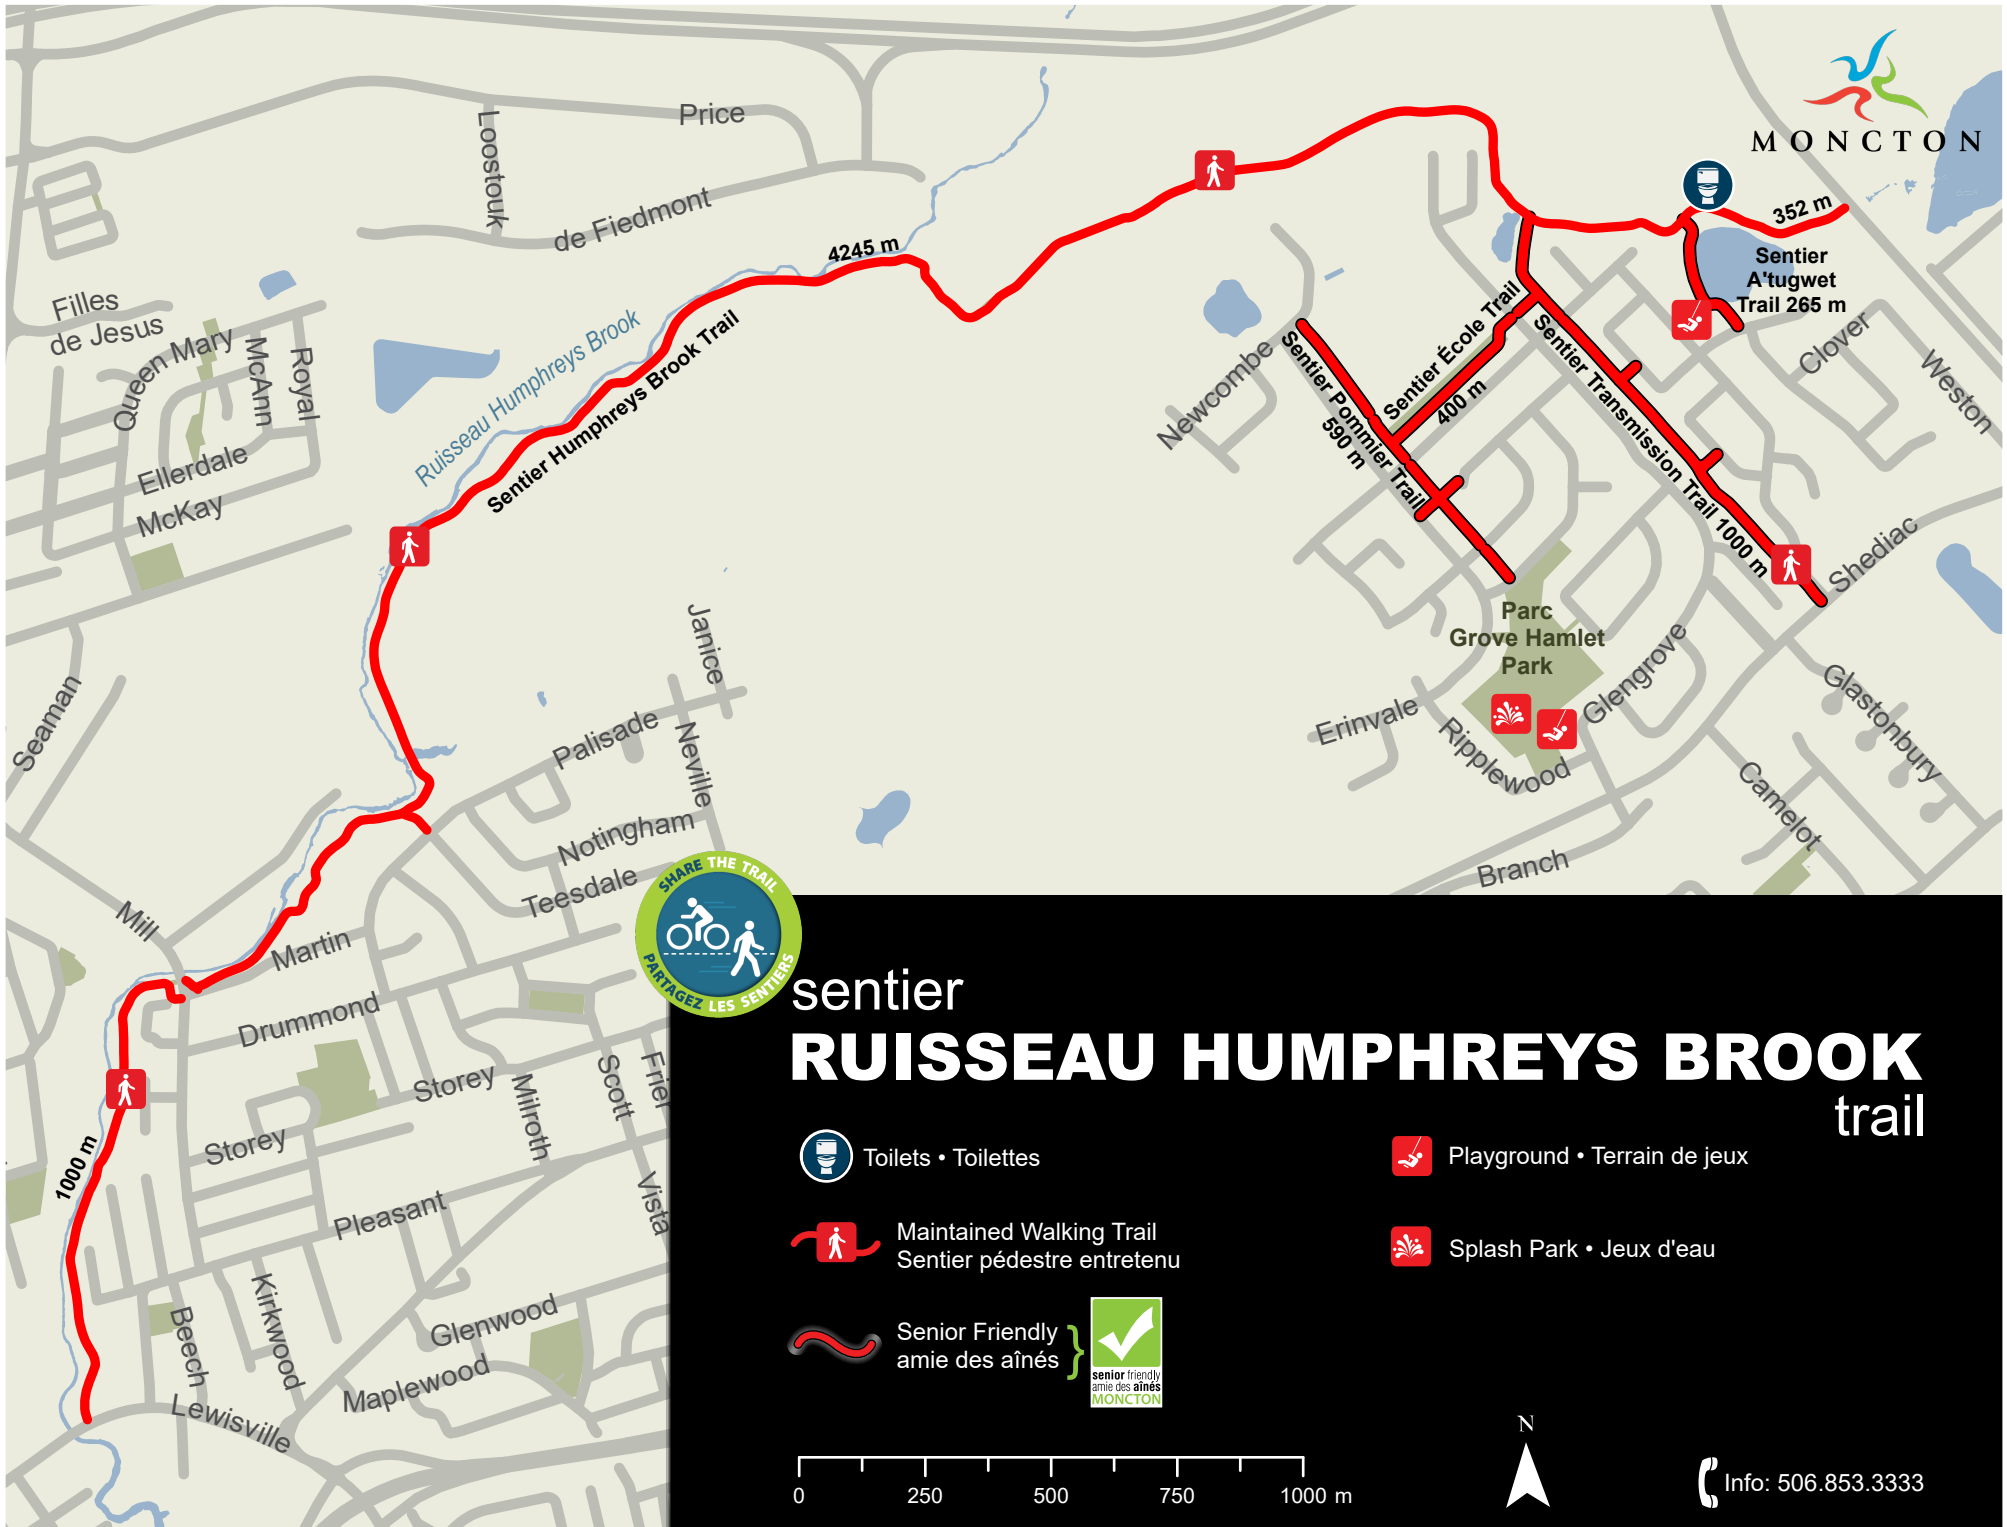 MONCTON
Price
Loostouk
de Fiedmont
4245 m
352 m
Sentier
A'tugwet
Trail 265 m
Filles
de Jesus
Queen Mary
McAnn
Royal
Ellerdale
McKay
Ruisseau Humphreys Brook
Sentier Humphreys Brook Trail
Newcombe
Sentier Pommier Trail
590 m
Sentier École Trail
400 m
Sentier Transmission Trail 1000 m
Clover
Weston
Shediac
Parc
Grove Hamlet
Park
Glengrove
Erinvale
Ripplewood
Glastonbury
Camelot
Branch
Seaman
Janice
Palisade
Neville
Notingham
Teesdale
Mill
Martin
Drummond
Storey
Storey
Milroth
Scott
Frier
Vista
Pleasant
1000 m
Kirkwood
Beech
Glenwood
Maplewood
Lewisville
SHARE THE TRAIL
PARTAGEZ LES SENTIERS
sentier
RUISSEAU HUMPHREYS BROOK
trail
Toilets • Toilettes
Playground • Terrain de jeux
Maintained Walking Trail
Sentier pédestre entretenu
Splash Park • Jeux d'eau
Senior Friendly
amie des aînés
senior friendly
amie des aînés
MONCTON
0 250 500 750 1000 m
N
Info: 506.853.3333